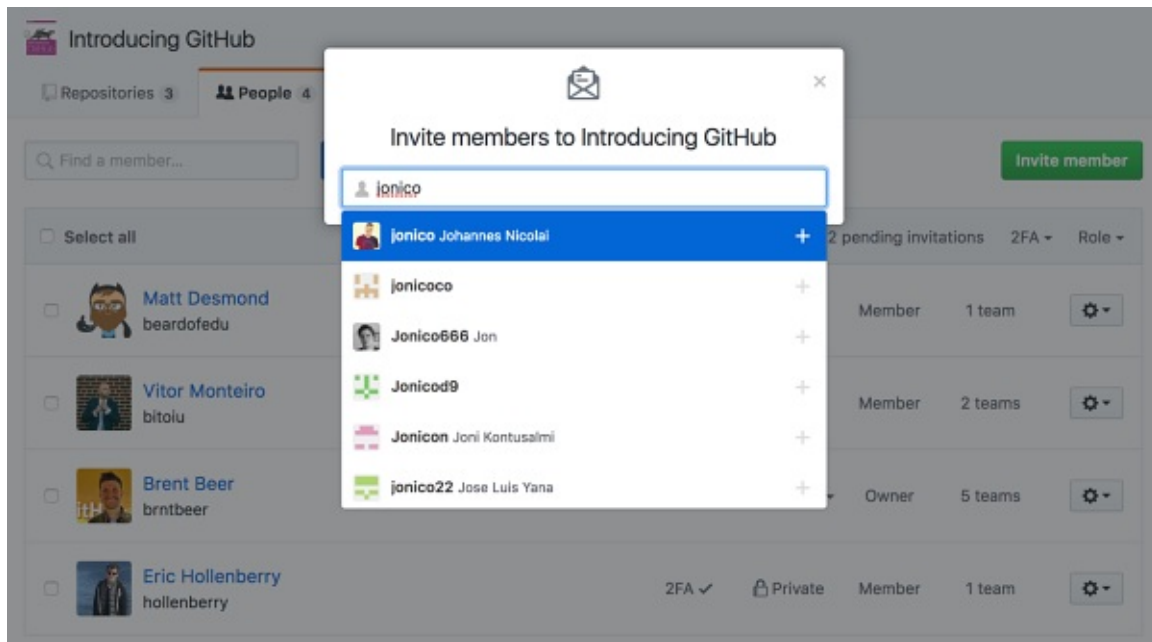 Introducing GitHub
Repositories 3
People 4
Invite members to Introducing GitHub
Find a member...
Invite member
jonico
Select all
2 pending invitations 2FA Role
jonico Johannes Nicolai
jonicoco
Jonico666 Jon
Jonicod9
Jonicon Joni Kontusalmi
jonico22 Jose Luis Yana
Matt Desmond
beardofedu
Member 1 team
Vitor Monteiro
bitoiu
Member 2 teams
Brent Beer
brntbeer
Owner 5 teams
Eric Hollenberry
hollenberry
2FA Private Member 1 team